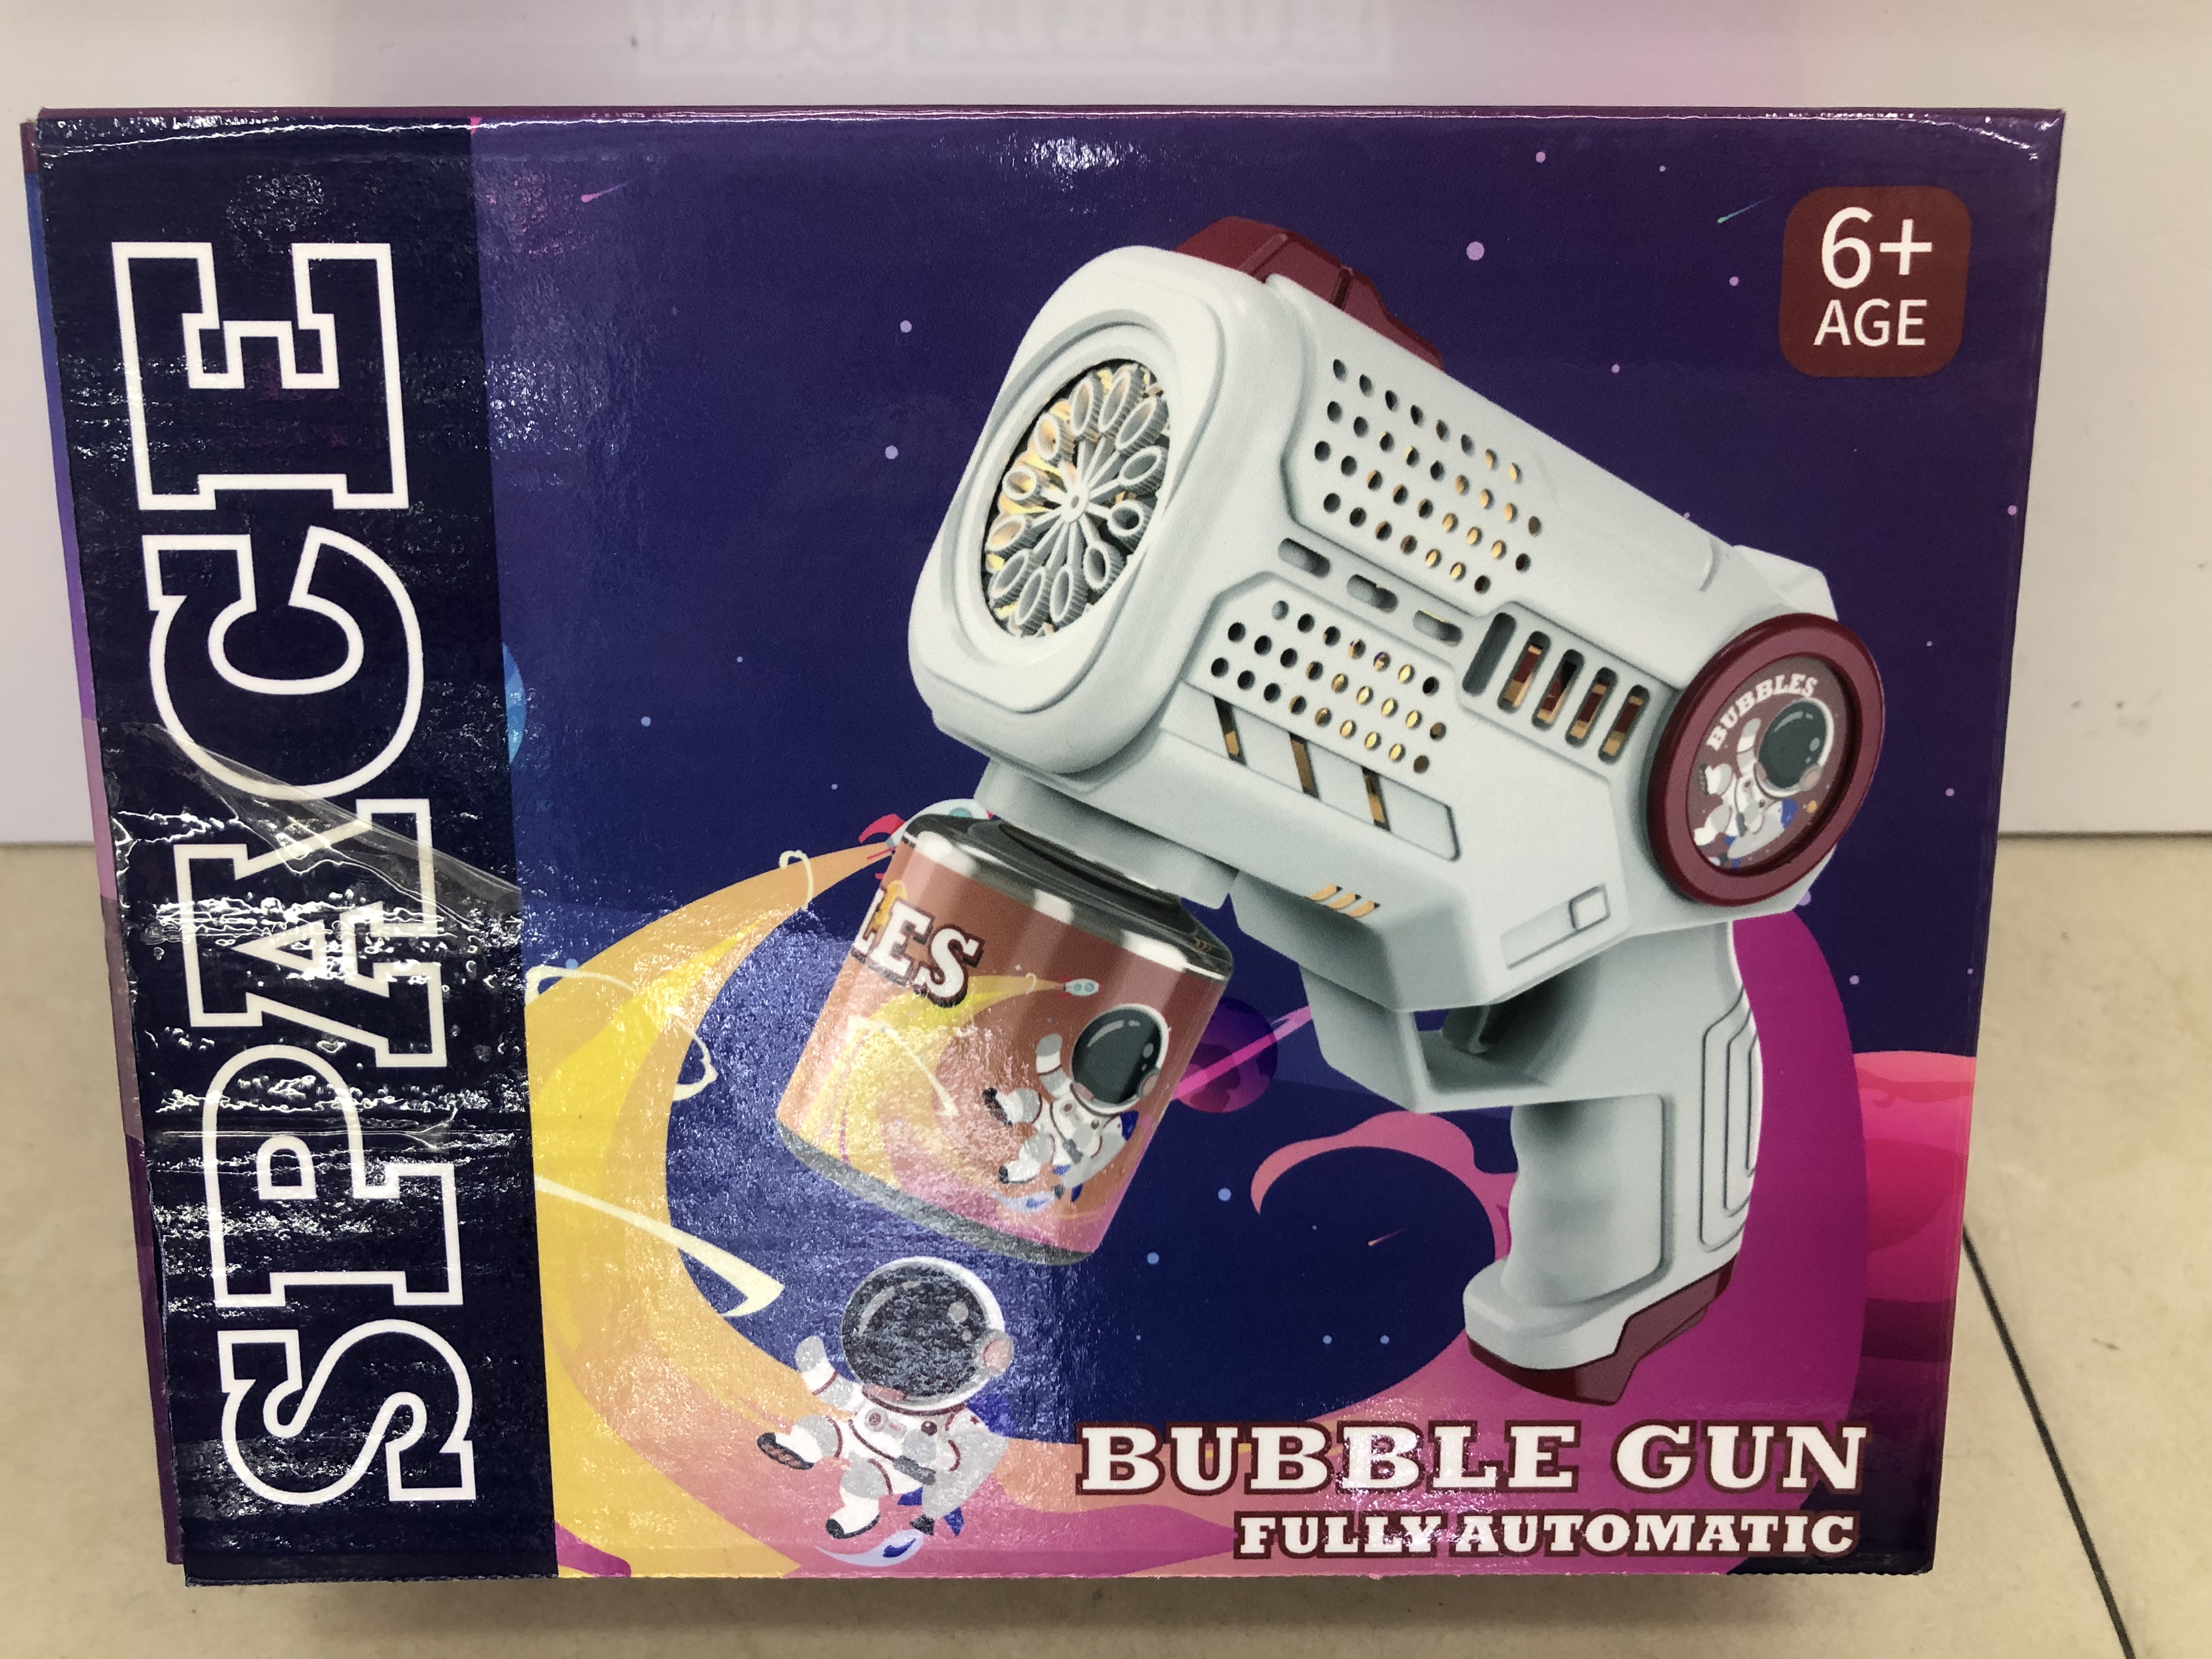 SPACE
6+
AGE
BUBBLES
LES
BUBBLE GUN
FULLY AUTOMATIC